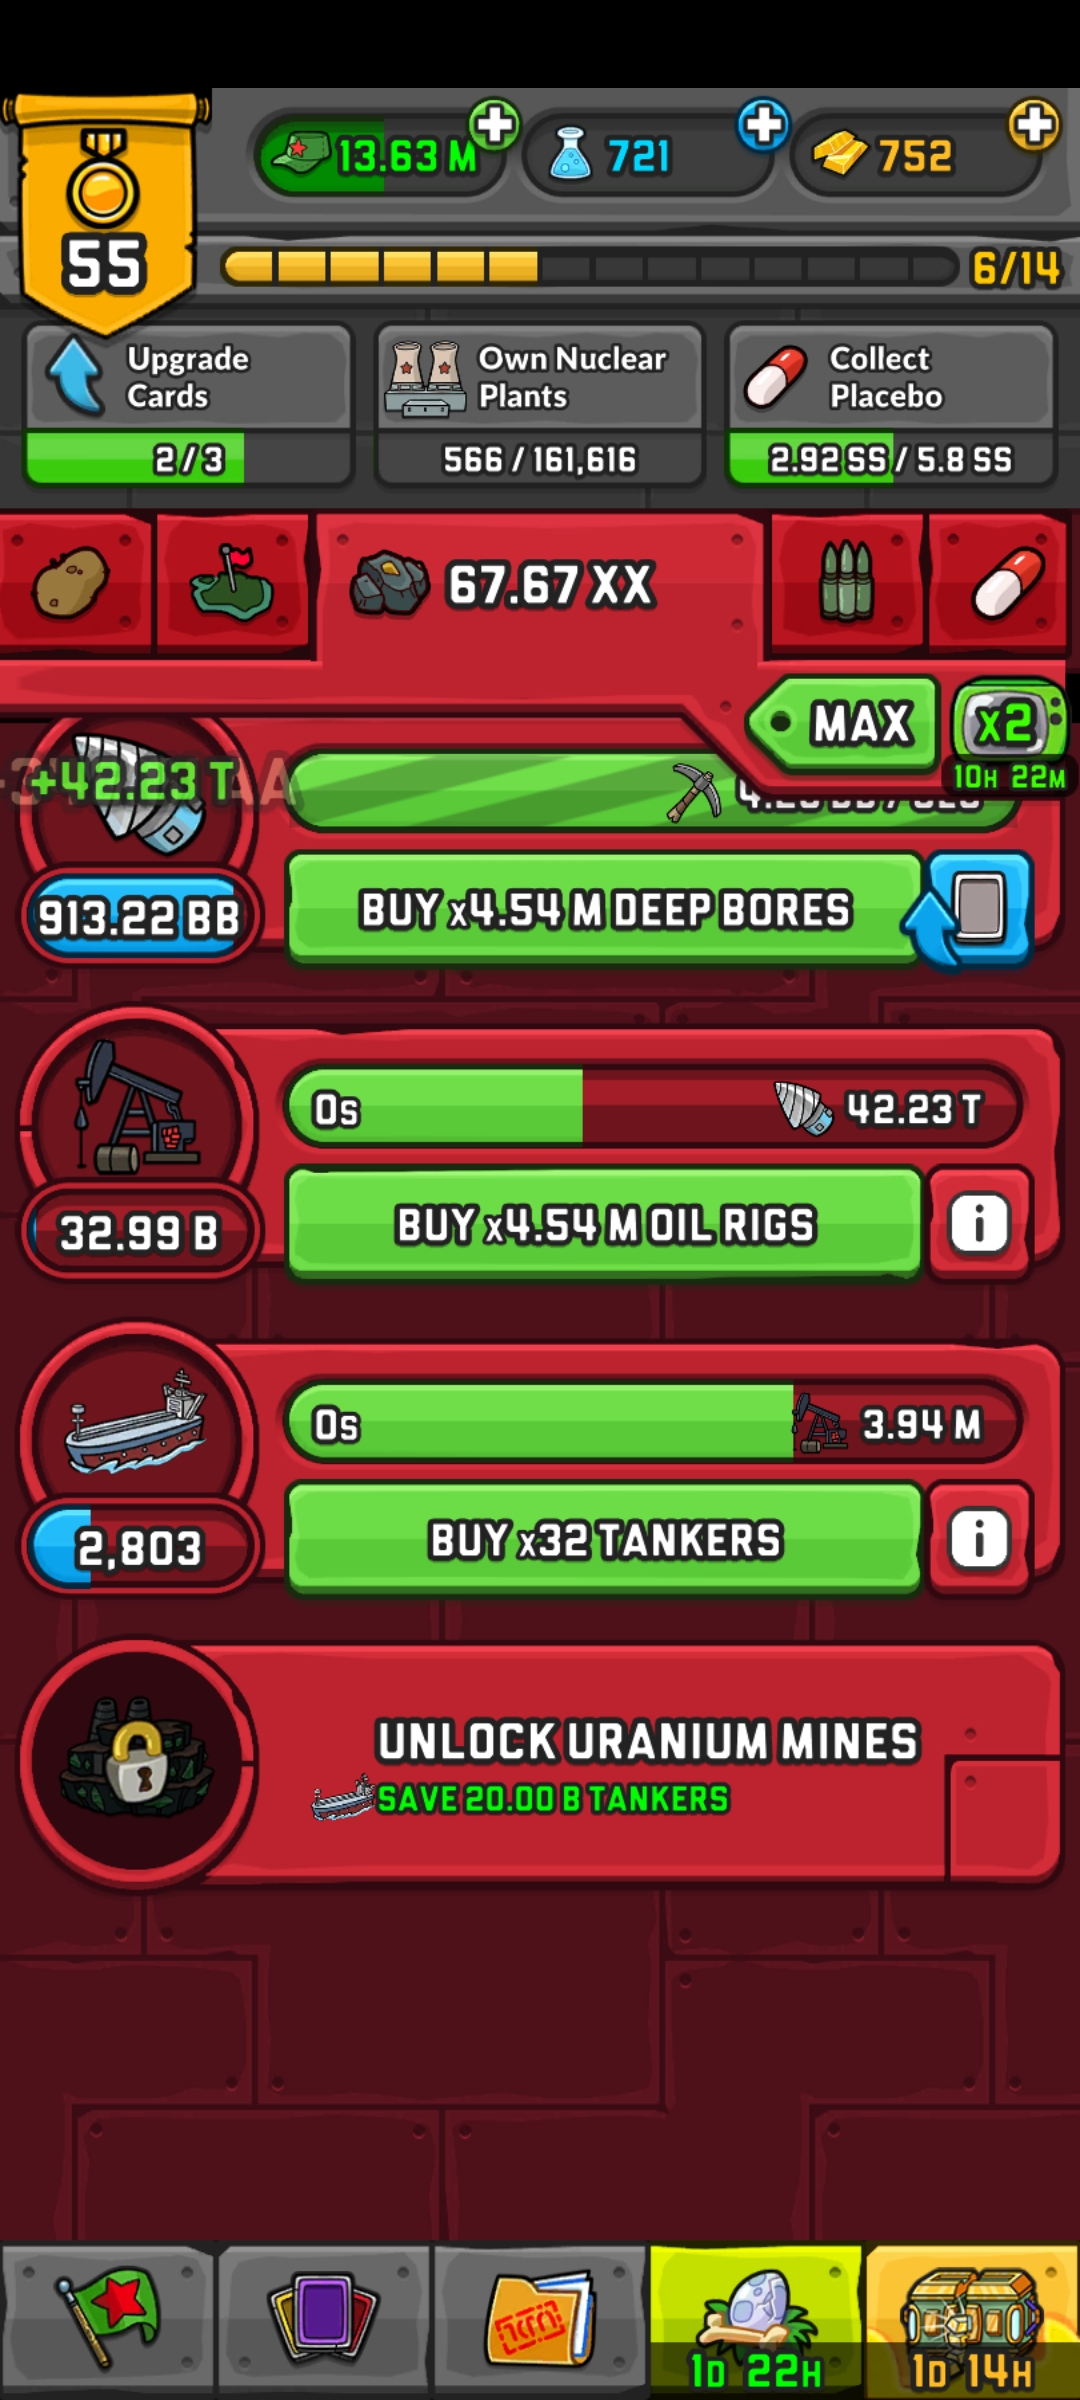 55
13.63 M
721
752
6/14
Upgrade
Cards
2/3
Own Nuclear
Plants
566 / 161,616
Collect
Placebo
2.92 SS / 5.8 SS
67.67 XX
MAX
x2
10H 22M
+42.23 T
913.22 BB
BUY x4.54 M DEEP BORES
0s
42.23 T
32.99 B
BUY x4.54 M OIL RIGS
i
0s
3.94 M
2,803
BUY x32 TANKERS
i
UNLOCK URANIUM MINES
SAVE 20.00 B TANKERS
1D 22H
1D 14H